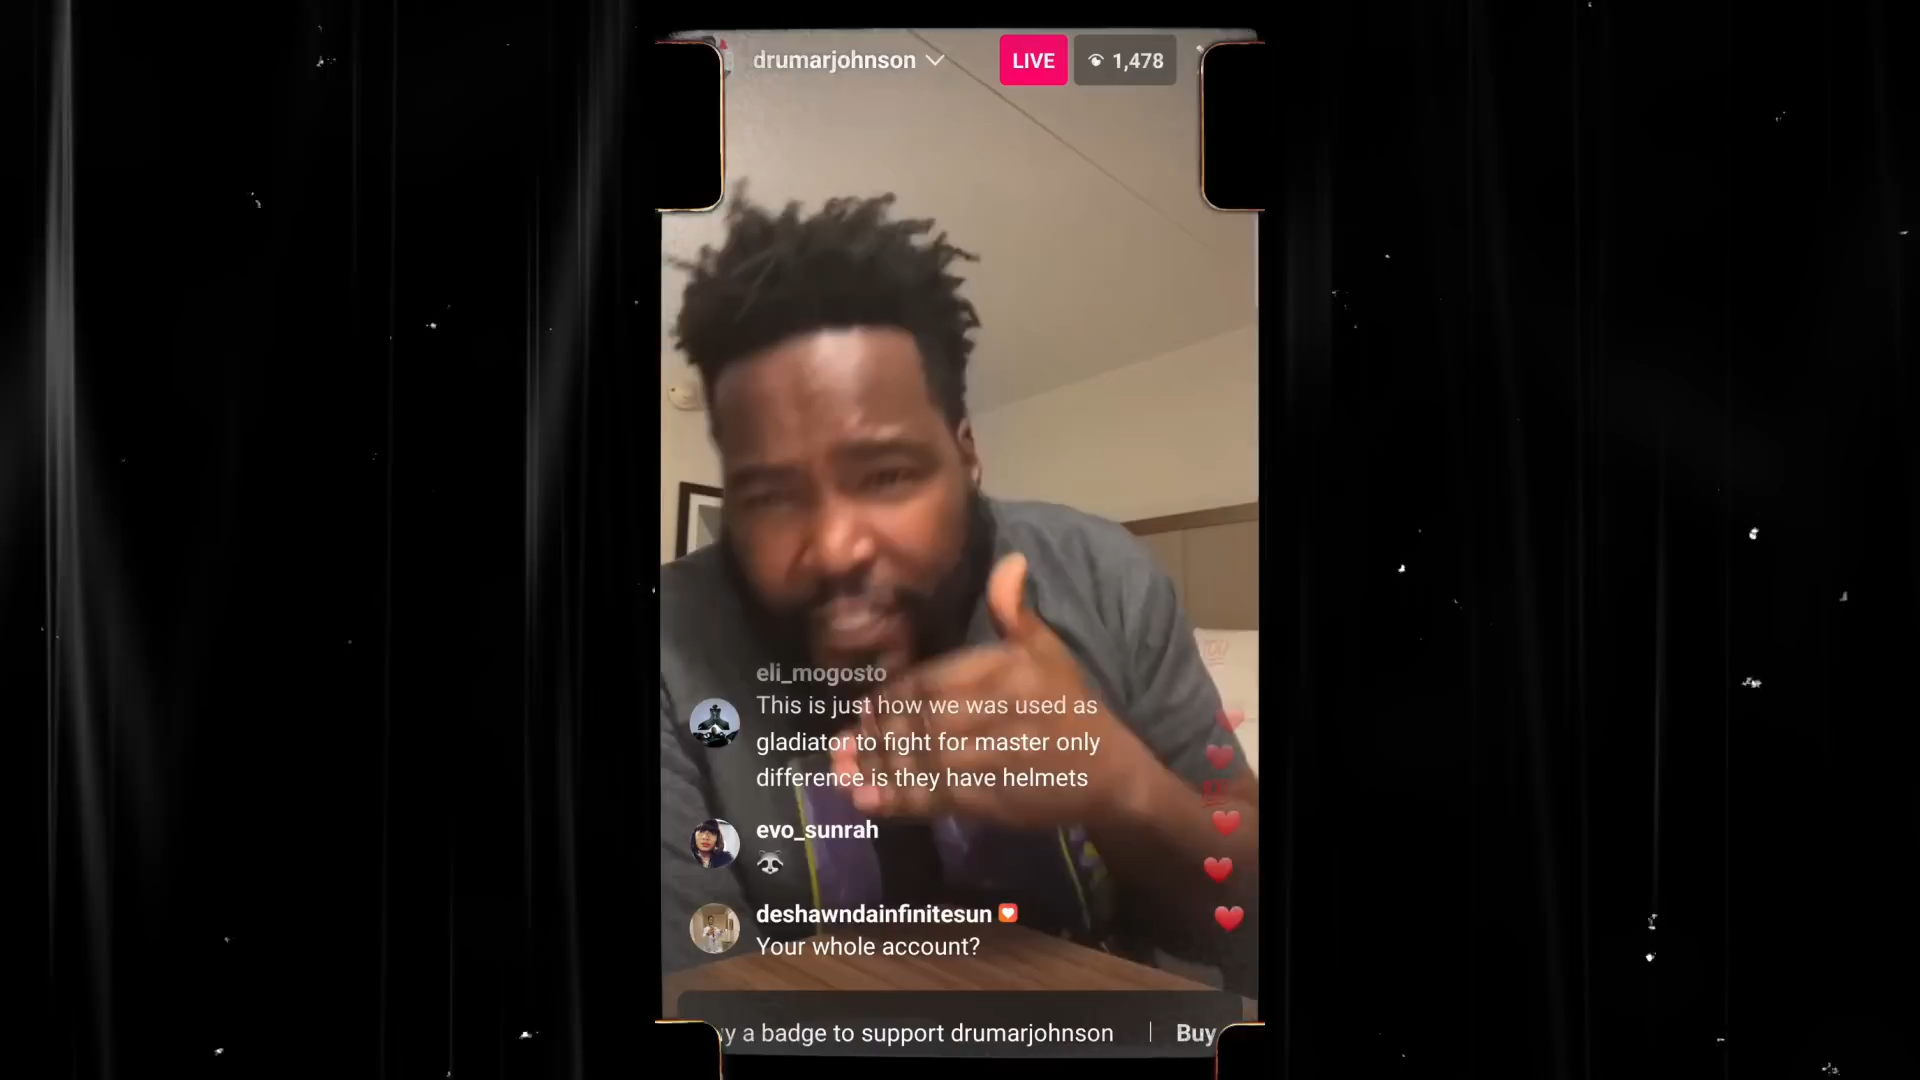 drumarjohnson
LIVE
1,478
eli_mogosto
This is just how we was used as
gladiator to fight for master only
difference is they have helmets
evo_sunrah
deshawndainfinitesun
Your whole account?
a badge to support drumarjohnson | Buy